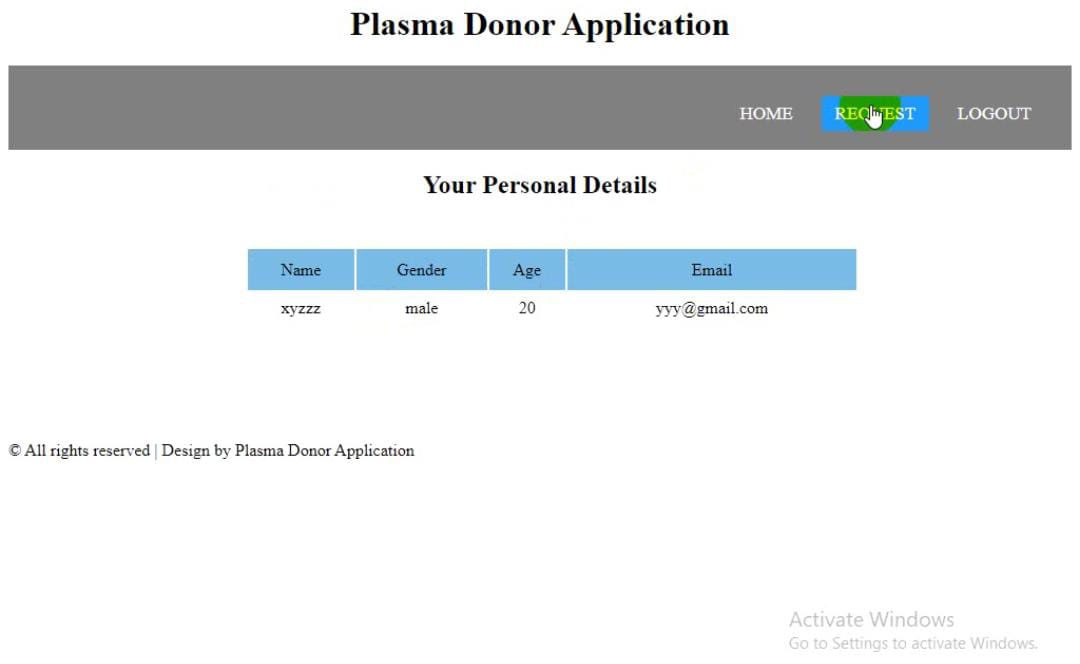 Plasma Donor Application
HOME REQUEST LOGOUT
Your Personal Details
Name Gender Age Email
xyzzz male 20 yyy@gmail.com
© All rights reserved | Design by Plasma Donor Application
Activate Windows
Go to Settings to activate Windows.